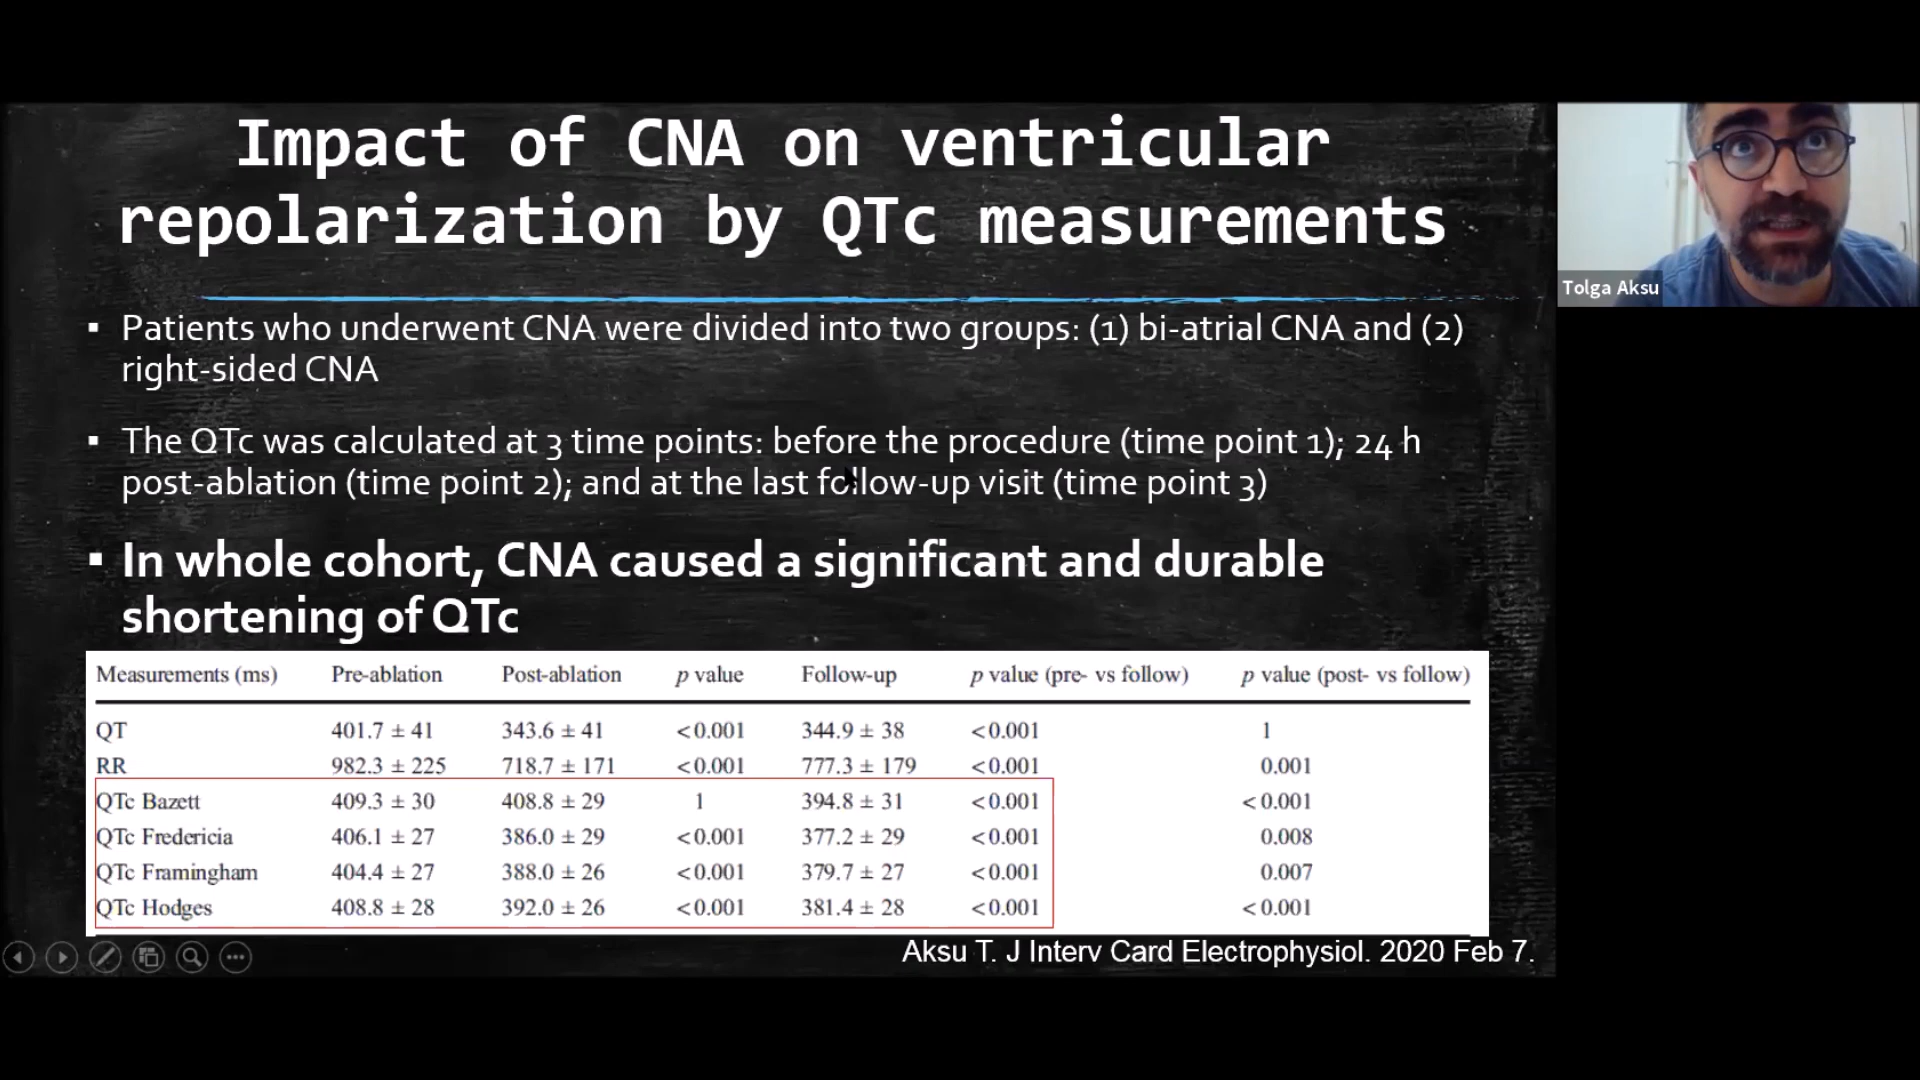 Impact of CNA on ventricular
repolarization by QTc measurements
Tolga Aksu
▪ Patients who underwent CNA were divided into two groups: (1) bi-atrial CNA and (2)
right-sided CNA
▪ The QTc was calculated at 3 time points: before the procedure (time point 1); 24 h
post-ablation (time point 2); and at the last follow-up visit (time point 3)
▪ In whole cohort, CNA caused a significant and durable
shortening of QTc
Measurements (ms) Pre-ablation Post-ablation p value Follow-up p value (pre- vs follow) p value (post- vs follow)
QT 401.7 ± 41 343.6 ± 41 <0.001 344.9 ± 38 <0.001 1
RR 982.3 ± 225 718.7 ± 171 <0.001 777.3 ± 179 <0.001 0.001
QTc Bazett 409.3 ± 30 408.8 ± 29 1 394.8 ± 31 <0.001 <0.001
QTc Fredericia 406.1 ± 27 386.0 ± 29 <0.001 377.2 ± 29 <0.001 0.008
QTc Framingham 404.4 ± 27 388.0 ± 26 <0.001 379.7 ± 27 <0.001 0.007
QTc Hodges 408.8 ± 28 392.0 ± 26 <0.001 381.4 ± 28 <0.001 <0.001
Aksu T. J Interv Card Electrophysiol. 2020 Feb 7.